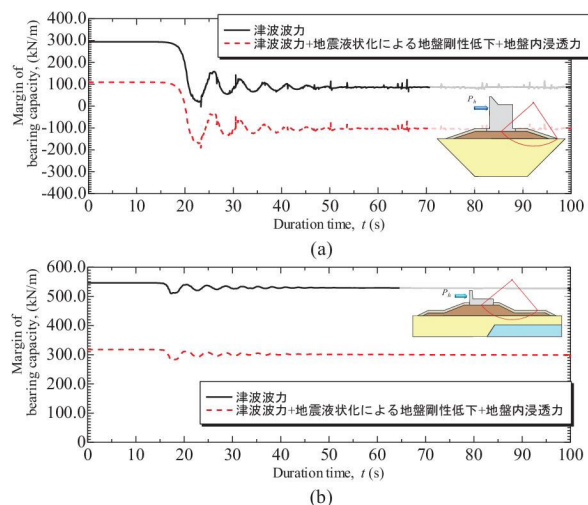 津波波力
津波波力+地震液状化による地盤剛性低下+地盤内浸透力
Margin of
bearing capacity, (kN/m)
400.0
300.0
200.0
100.0
0
-100.0
-200.0
-300.0
-400.0
Ph
0 10 20 30 40 50 60 70 80 90 100
Duration time, t (s)
(a)
Margin of
bearing capacity, (kN/m)
600.0
500.0
400.0
300.0
200.0
100.0
0.0
Ph
津波波力
津波波力+地震液状化による地盤剛性低下+地盤内浸透力
0 10 20 30 40 50 60 70 80 90 100
Duration time, t (s)
(b)